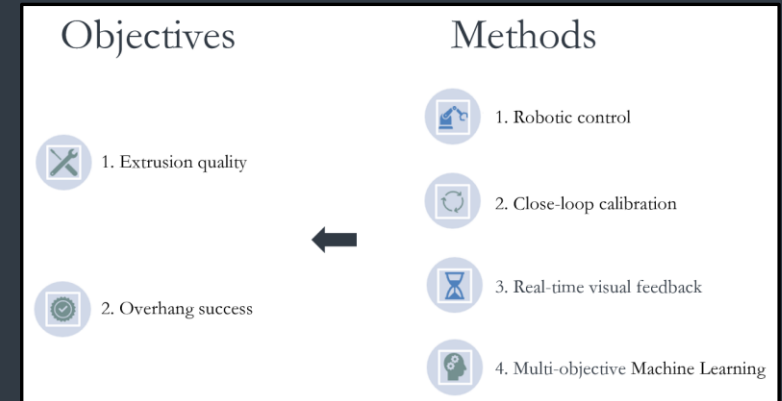 Objectives
Methods
1. Extrusion quality
2. Overhang success
1. Robotic control
2. Close-loop calibration
3. Real-time visual feedback
4. Multi-objective Machine Learning